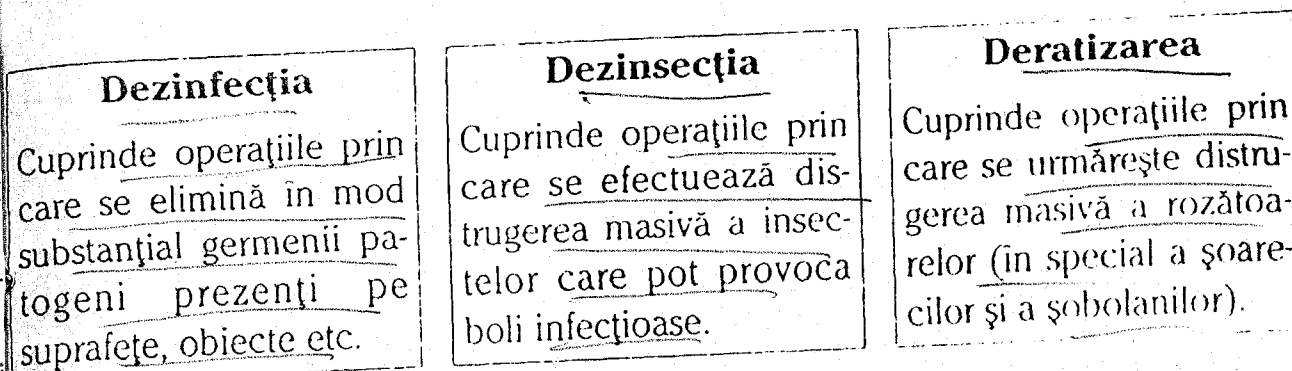 Dezinfecţia
Cuprinde operaţiile prin
care se elimină în mod
substanţial germenii pa-
togeni prezenţi pe
suprafeţe, obiecte etc.
Dezinsecţia
Cuprinde operaţiile prin
care se efectuează dis-
trugerea masivă a insec-
telor care pot provoca
boli infecţioase.
Deratizarea
Cuprinde operaţiile prin
care se urmăreşte distru-
gerea masivă a rozătoa-
relor (în special a şoare-
cilor şi a şobolanilor).